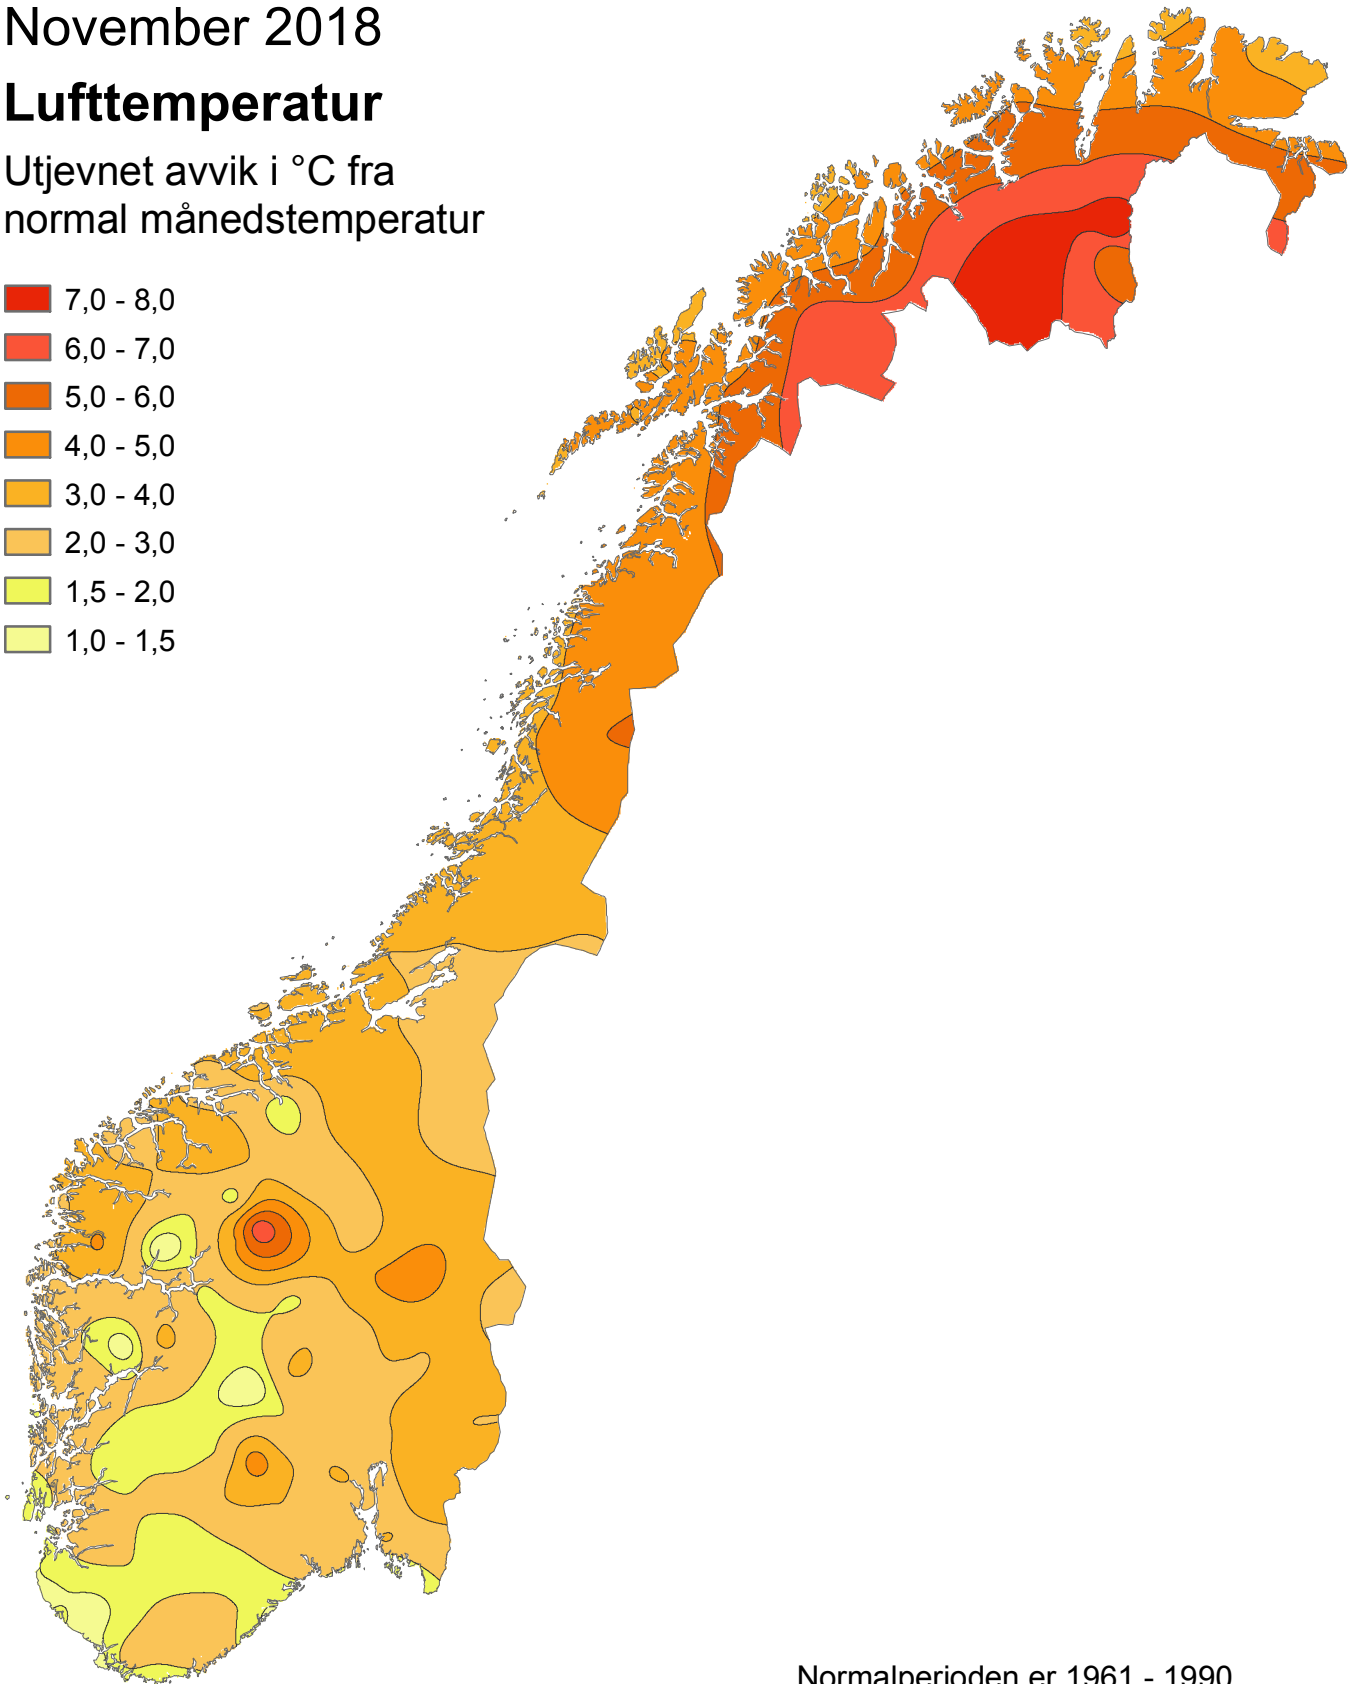 November 2018
Lufttemperatur
Utjevnet avvik i °C fra
normal månedstemperatur
7,0 - 8,0
6,0 - 7,0
5,0 - 6,0
4,0 - 5,0
3,0 - 4,0
2,0 - 3,0
1,5 - 2,0
1,0 - 1,5
Normalperioden er 1961 - 1990